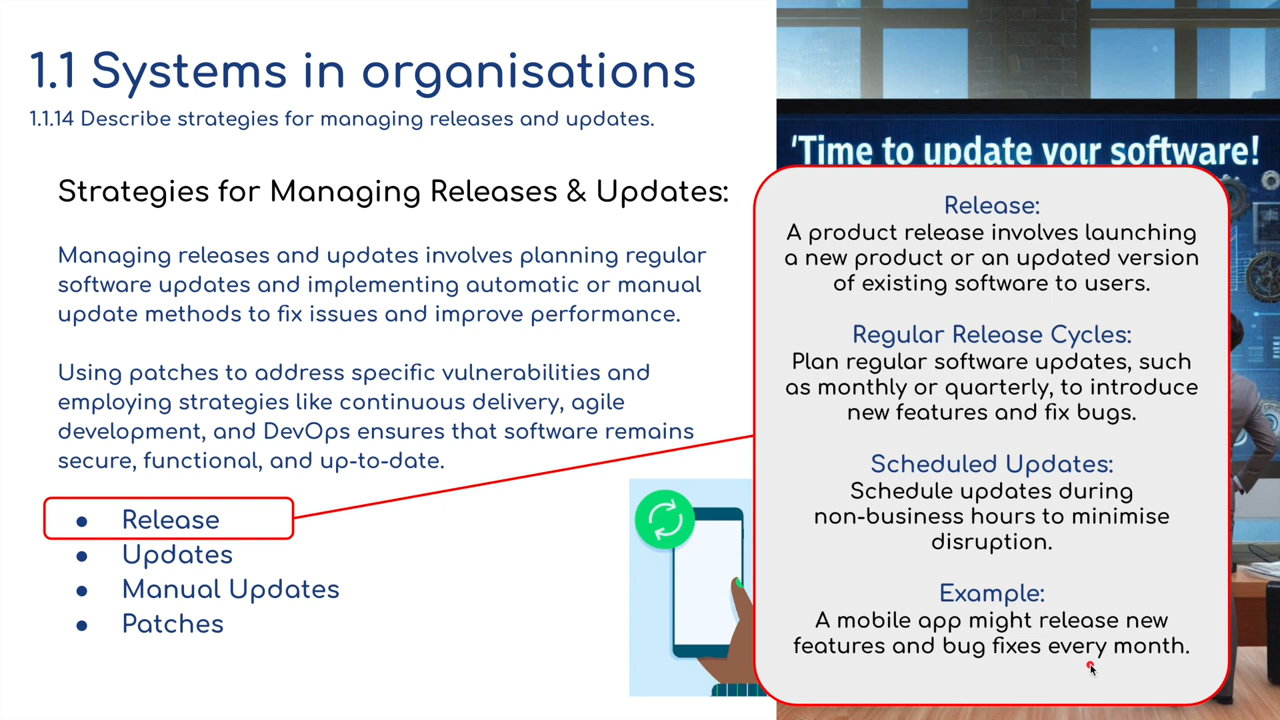 1.1 Systems in organisations
1.1.14 Describe strategies for managing releases and updates.
Strategies for Managing Releases & Updates:
Managing releases and updates involves planning regular
software updates and implementing automatic or manual
update methods to fix issues and improve performance.
Using patches to address specific vulnerabilities and
employing strategies like continuous delivery, agile
development, and DevOps ensures that software remains
secure, functional, and up-to-date.
● Release
● Updates
● Manual Updates
● Patches
'Time to update your software!
Release:
A product release involves launching
a new product or an updated version
of existing software to users.
Regular Release Cycles:
Plan regular software updates, such
as monthly or quarterly, to introduce
new features and fix bugs.
Scheduled Updates:
Schedule updates during
non-business hours to minimise
disruption.
Example:
A mobile app might release new
features and bug fixes every month.